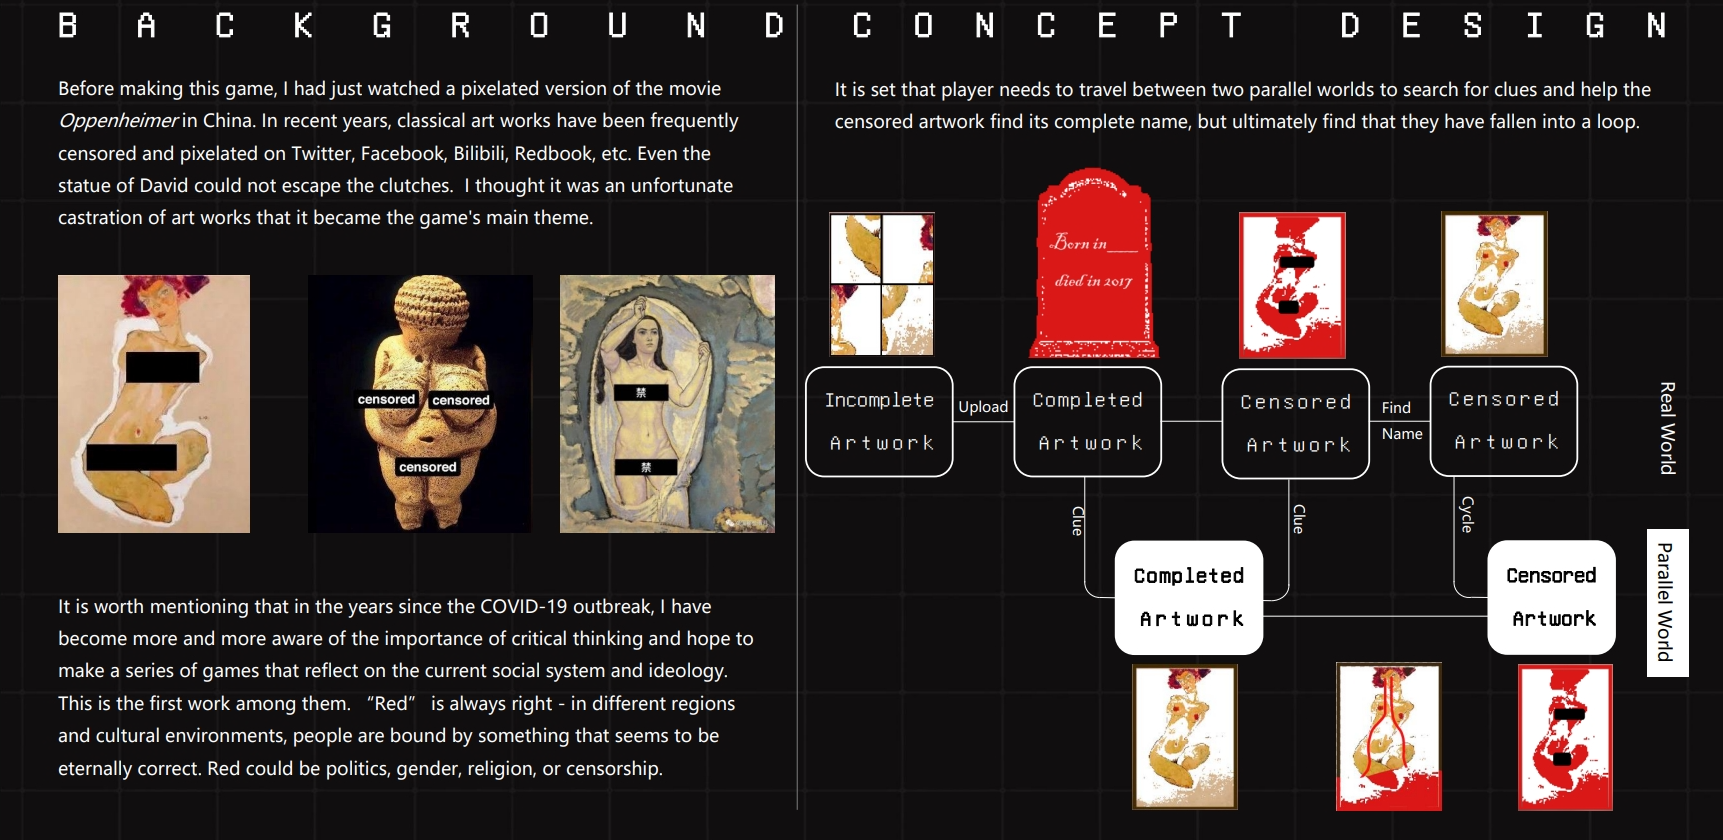 BACKGROUND
Before making this game, I had just watched a pixelated version of the movie
Oppenheimer in China. In recent years, classical art works have been frequently
censored and pixelated on Twitter, Facebook, Bilibili, Redbook, etc. Even the
statue of David could not escape the clutches. I thought it was an unfortunate
castration of art works that it became the game's main theme.
censored censored
censored
禁
禁
It is worth mentioning that in the years since the COVID-19 outbreak, I have
become more and more aware of the importance of critical thinking and hope to
make a series of games that reflect on the current social system and ideology.
This is the first work among them. “Red” is always right - in different regions
and cultural environments, people are bound by something that seems to be
eternally correct. Red could be politics, gender, religion, or censorship.
CONCEPT DESIGN
It is set that player needs to travel between two parallel worlds to search for clues and help the
censored artwork find its complete name, but ultimately find that they have fallen into a loop.
Born in____
died in 2017
Incomplete
Artwork
Upload
Completed
Artwork
Censored
Artwork
Find
Name
Censored
Artwork
Real World
Clue
Clue
Cycle
Completed
Artwork
Censored
Artwork
Parallel World